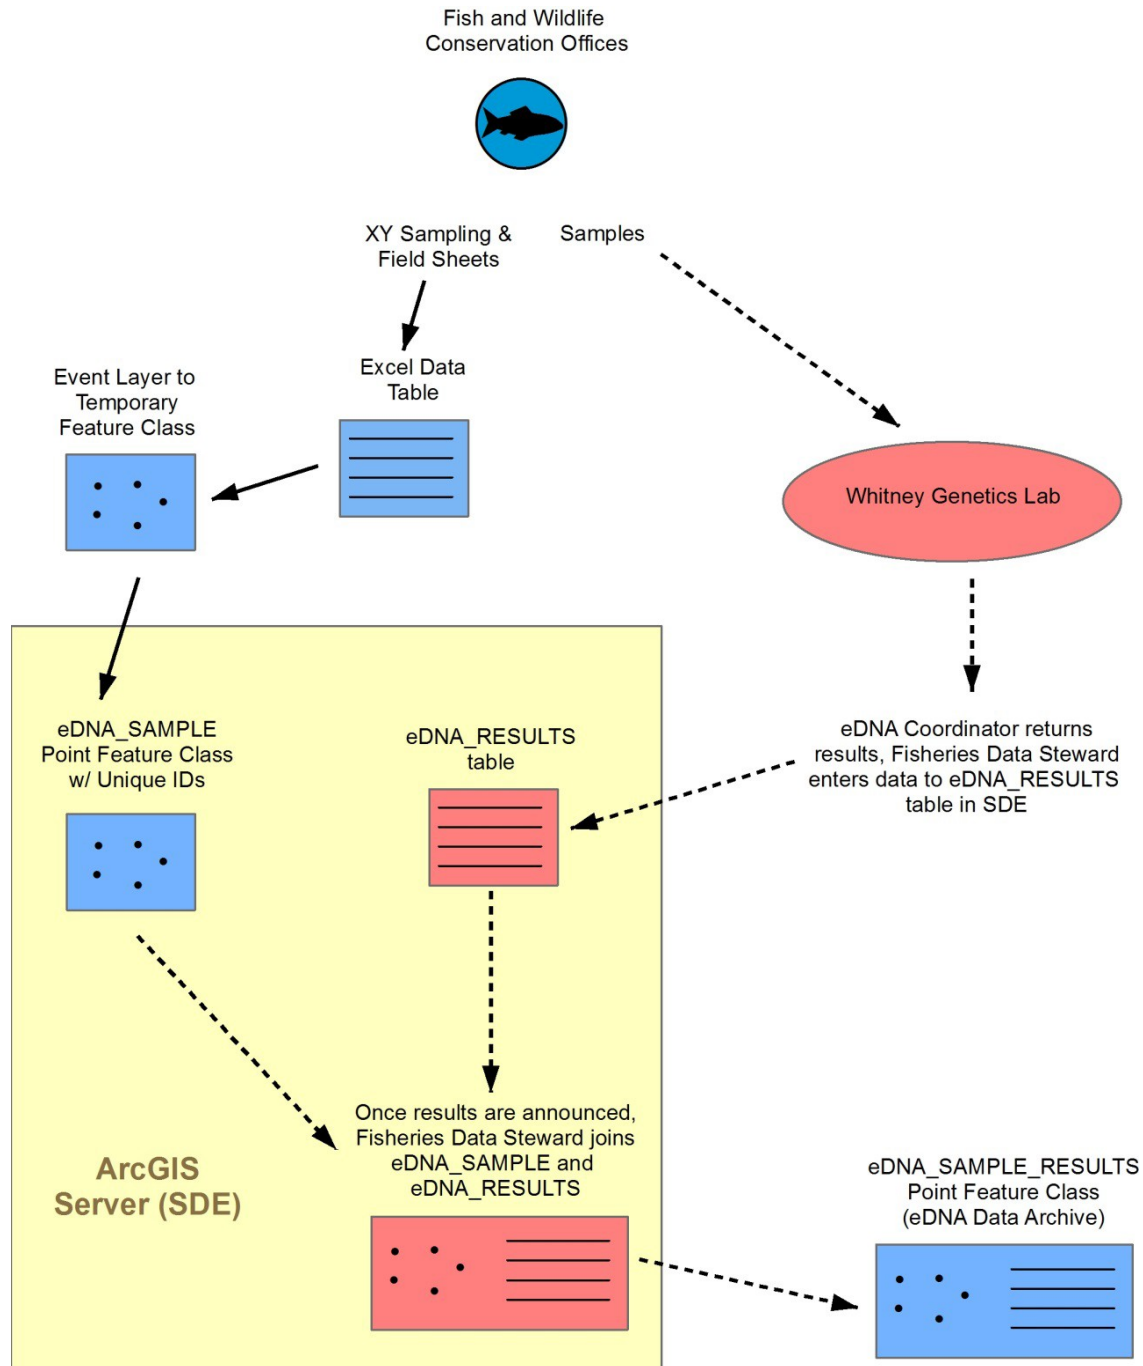 Fish and Wildlife
Conservation Offices
XY Sampling &
Field Sheets
Samples
Excel Data
Table
Event Layer to
Temporary
Feature Class
Whitney Genetics Lab
eDNA_SAMPLE
Point Feature Class
w/ Unique IDs
eDNA_RESULTS
table
eDNA Coordinator returns
results, Fisheries Data Steward
enters data to eDNA_RESULTS
table in SDE
Once results are announced,
Fisheries Data Steward joins
eDNA_SAMPLE and
eDNA_RESULTS
ArcGIS
Server (SDE)
eDNA_SAMPLE_RESULTS
Point Feature Class
(eDNA Data Archive)